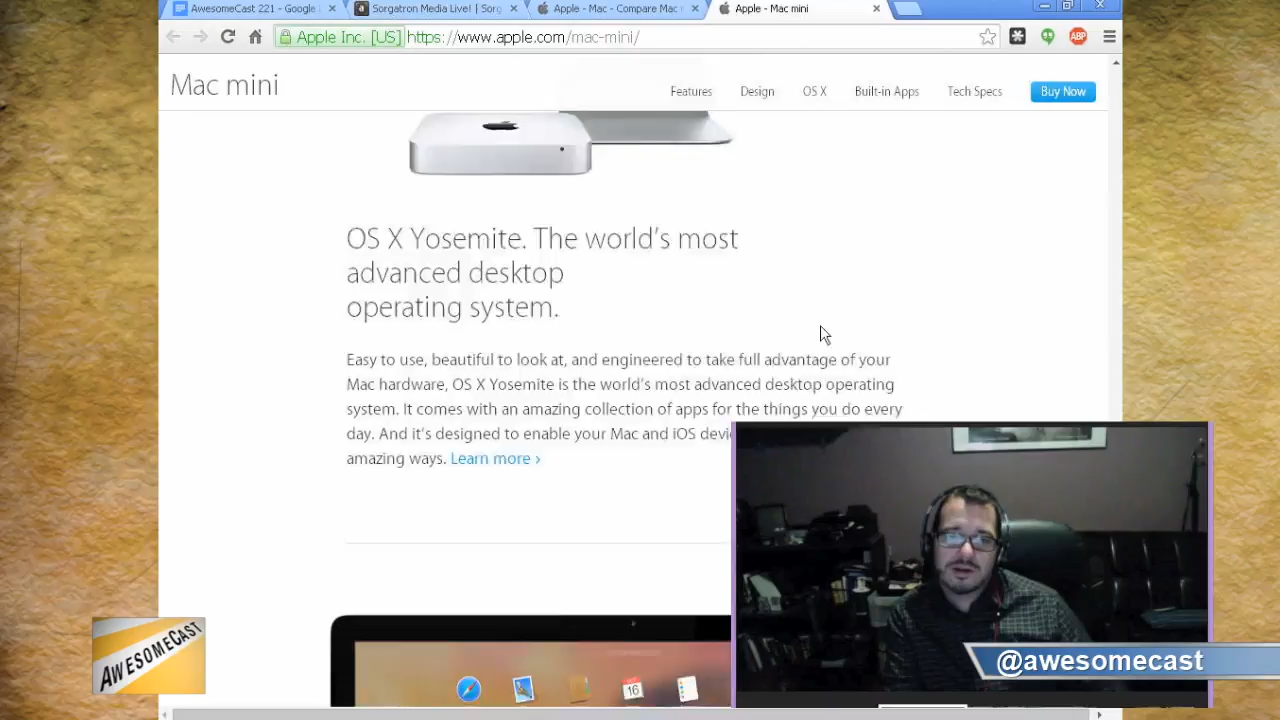 AwesomeCast 221 - Google
Sorgatron Media Live! | Sorg
Apple - Mac - Compare Mac
Apple - Mac mini
Apple Inc. [US] https://www.apple.com/mac-mini/
ABP
Mac mini
Features
Design
OS X
Built-in Apps
Tech Specs
Buy Now
OS X Yosemite. The world's most
advanced desktop
operating system.
Easy to use, beautiful to look at, and engineered to take full advantage of your
Mac hardware, OS X Yosemite is the world's most advanced desktop operating
system. It comes with an amazing collection of apps for the things you do every
day. And it's designed to enable your Mac and iOS devi
amazing ways. Learn more ›
16
AWESOMECAST
@awesomecast